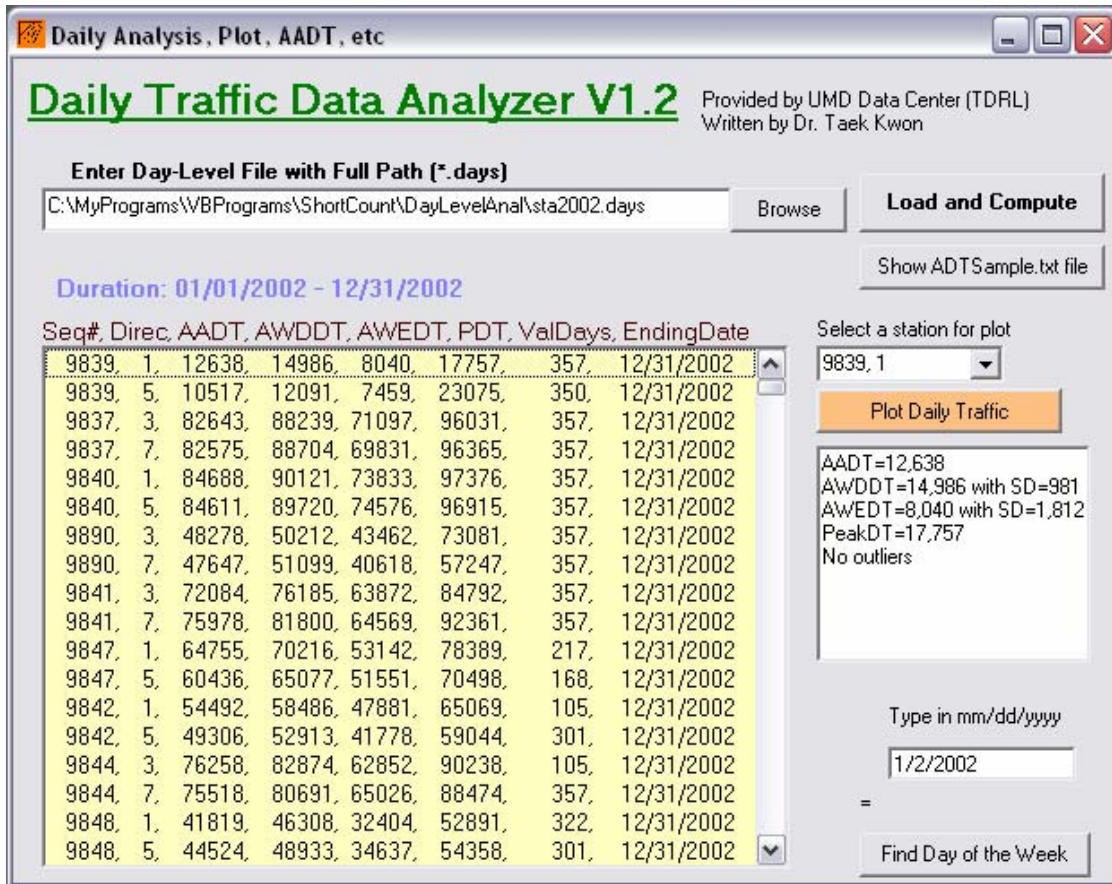 Daily Analysis, Plot, AADT, etc
Daily Traffic Data Analyzer V1.2
Provided by UMD Data Center (TDRL)
Written by Dr. Taek Kwon
Enter Day-Level File with Full Path (*.days)
C:\MyPrograms\VBPrograms\ShortCount\DayLevelAnal\sta2002.days
Browse
Load and Compute
Show ADTSample.txt file
Duration: 01/01/2002 - 12/31/2002
Seq#, Direc, AADT, AWDDT, AWEDT, PDT, ValDays, EndingDate
9839, 1, 12638, 14986, 8040, 17757, 357, 12/31/2002
9839, 5, 10517, 12091, 7459, 23075, 350, 12/31/2002
9837, 3, 82643, 88239, 71097, 96031, 357, 12/31/2002
9837, 7, 82575, 88704, 69831, 96365, 357, 12/31/2002
9840, 1, 84688, 90121, 73833, 97376, 357, 12/31/2002
9840, 5, 84611, 89720, 74576, 96915, 357, 12/31/2002
9890, 3, 48278, 50212, 43462, 73081, 357, 12/31/2002
9890, 7, 47647, 51099, 40618, 57247, 357, 12/31/2002
9841, 3, 72084, 76185, 63872, 84792, 357, 12/31/2002
9841, 7, 75978, 81800, 64569, 92361, 357, 12/31/2002
9847, 1, 64755, 70216, 53142, 78389, 217, 12/31/2002
9847, 5, 60436, 65077, 51551, 70498, 168, 12/31/2002
9842, 1, 54492, 58486, 47881, 65069, 105, 12/31/2002
9842, 5, 49306, 52913, 41778, 59044, 301, 12/31/2002
9844, 3, 76258, 82874, 62852, 90238, 105, 12/31/2002
9844, 7, 75518, 80691, 65026, 88474, 357, 12/31/2002
9848, 1, 41819, 46308, 32404, 52891, 322, 12/31/2002
9848, 5, 44524, 48933, 34637, 54358, 301, 12/31/2002
Select a station for plot
9839, 1
Plot Daily Traffic
AADT=12,638
AWDDT=14,986 with SD=981
AWEDT=8,040 with SD=1,812
PeakDT=17,757
No outliers
Type in mm/dd/yyyy
1/2/2002
=
Find Day of the Week